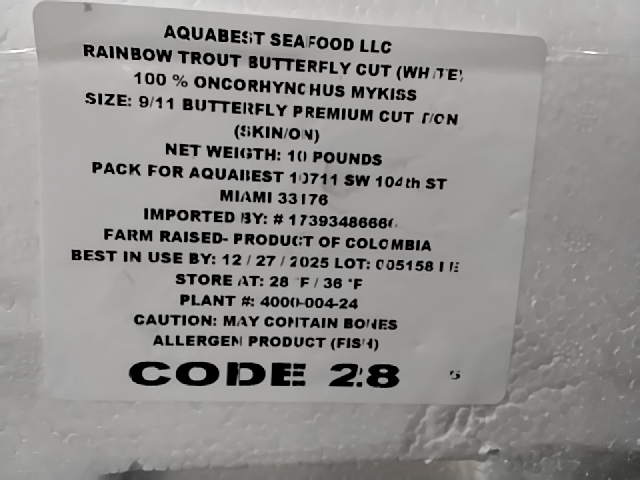 AQUABEST SEAFOOD LLC
RAINBOW TROUT BUTTERFLY CUT (WHITE)
100 % ONCORHYNCHUS MYKISS
SIZE: 9/11 BUTTERFLY PREMIUM CUT
(SKIN/ON)
NET WEIGTH: 10 POUNDS
PACK FOR AQUABEST 10711 SW 104th ST
MIAMI 33176
IMPORTED BY: #
FARM RAISED- PRODUCT OF COLOMBIA
BEST IN USE BY: 12 / 27 / 2025 LOT:
STORE AT: 28 °F / 36 °F
PLANT #: 4000-004-24
CAUTION: MAY CONTAIN BONES
ALLERGEN PRODUCT (FISH)
CODE 28